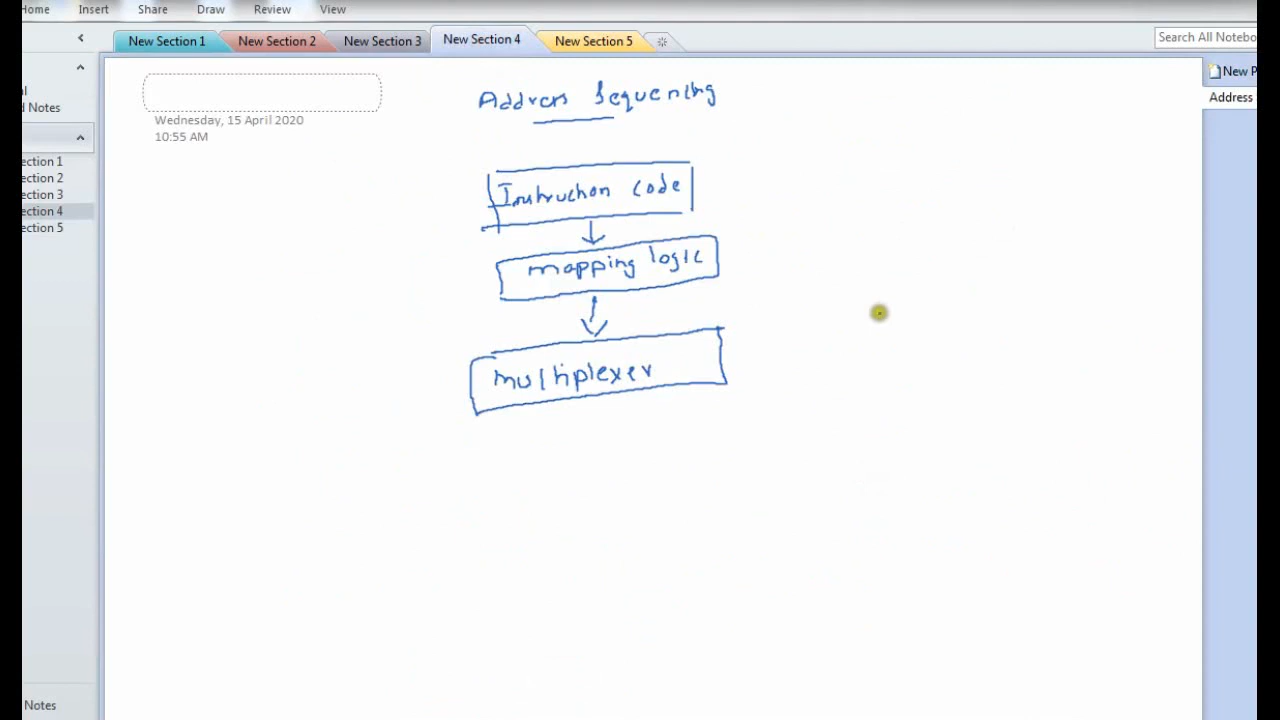 Home Insert Share Draw Review View
New Section 1 New Section 2 New Section 3 New Section 4 New Section 5
Search All Notebo
New P
Address
Notes
Wednesday, 15 April 2020
10:55 AM
ection 1
ection 2
ection 3
ection 4
ection 5
Notes
Address Sequencing
Instruction code
mapping logic
multiplexer